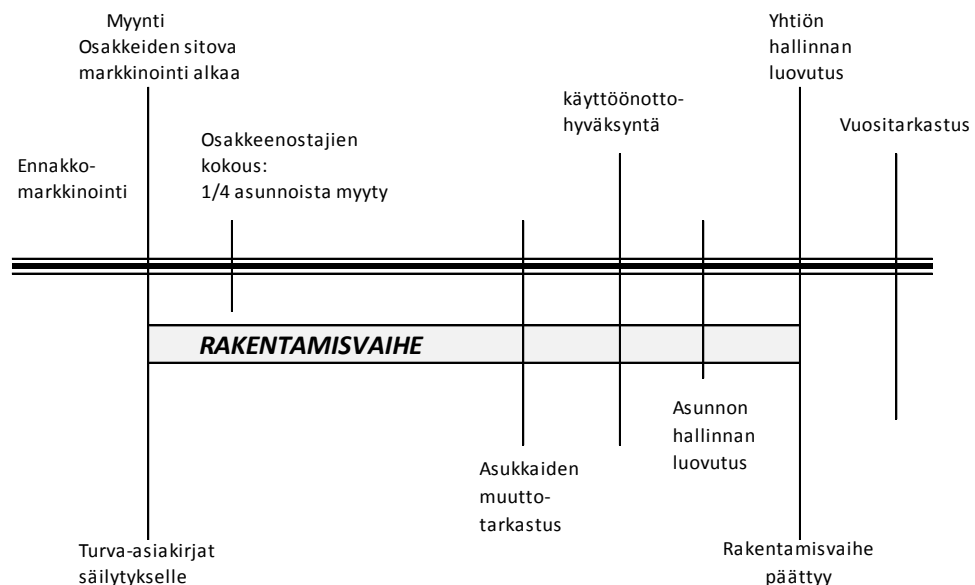 Myynti
Osakkeiden sitova
markkinointi alkaa
Yhtiön
hallinnan
luovutus
käyttöönotto-
hyväksyntä
Vuositarkastus
Osakkeenostajien
kokous:
1/4 asunnoista myyty
Ennakko-
markkinointi
RAKENTAMISVAIHE
Asunnon
hallinnan
luovutus
Asukkaiden
muutto-
tarkastus
Turva-asiakirjat
säilytykselle
Rakentamisvaihe
päättyy